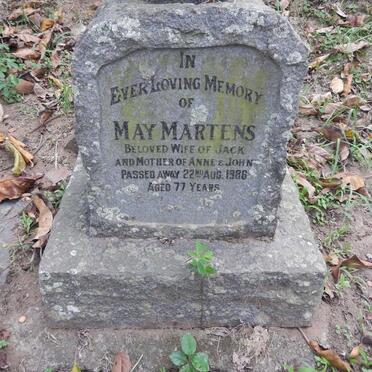 IN
EVER LOVING MEMORY
OF
MAY MARTENS
BELOVED WIFE OF JACK
AND MOTHER OF ANNE & JOHN
PASSED AWAY 22ND AUG. 1986
AGED 77 YEARS